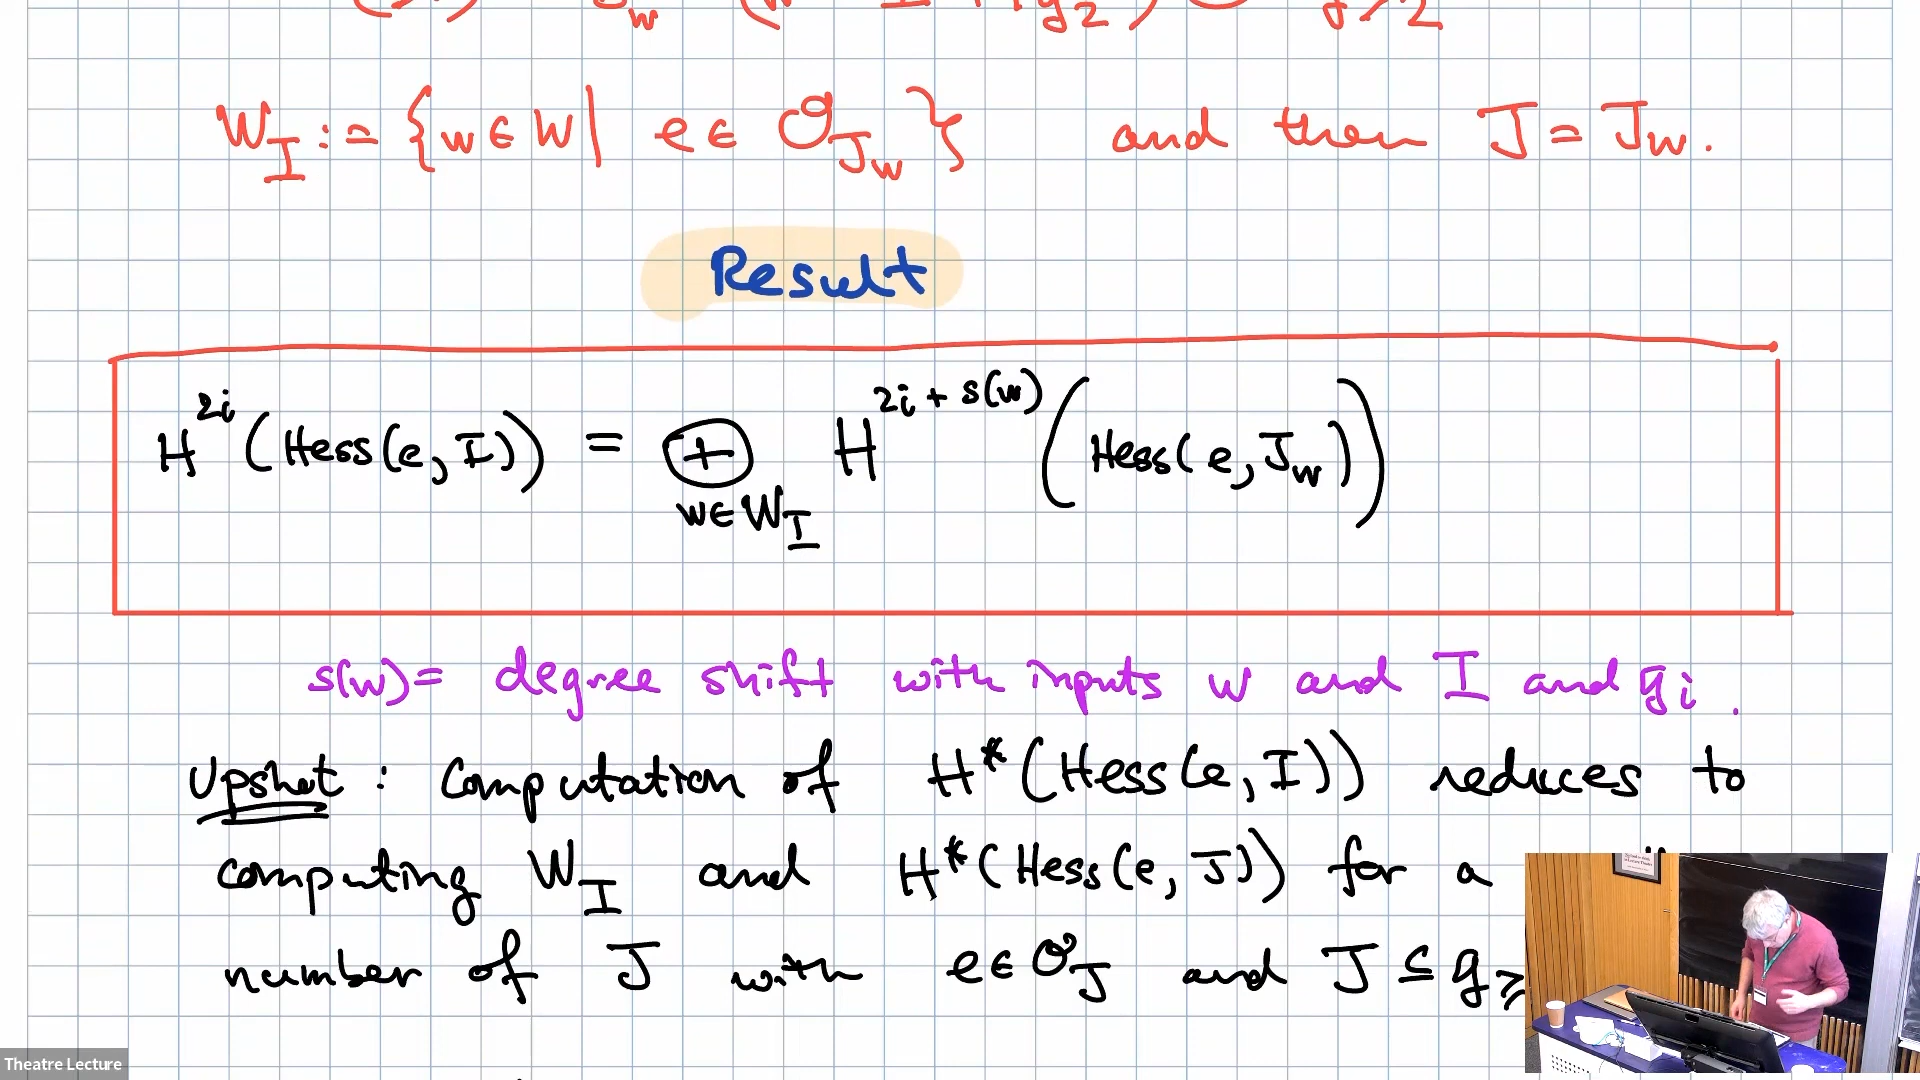 W_I := {w ∈ W | e ∈ O_{J_w}} and then J = J_w.
Result
H^{2i}(Hess(e, I)) = ⊕_{w∈W_I} H^{2i + s(w)}(Hess(e, J_w))
s(w) = degree shift with inputs w and I and g_i.
Upshot: Computation of H*(Hess(e, I)) reduces to
computing W_I and H*(Hess(e, J)) for a
number of J with e ∈ O_J and J ⊆ g_≥
Theatre Lecture